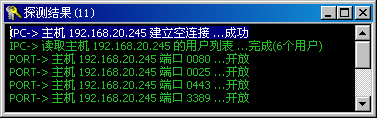 探测结果(11)
IPC-> 主机 192.168.20.245 建立空连接 ...成功
IPC-> 读取主机 192.168.20.245 的用户列表 ...完成(6个用户)
PORT-> 主机 192.168.20.245 端口 0080 ...开放
PORT-> 主机 192.168.20.245 端口 0025 ...开放
PORT-> 主机 192.168.20.245 端口 0443 ...开放
PORT-> 主机 192.168.20.245 端口 3389 ...开放